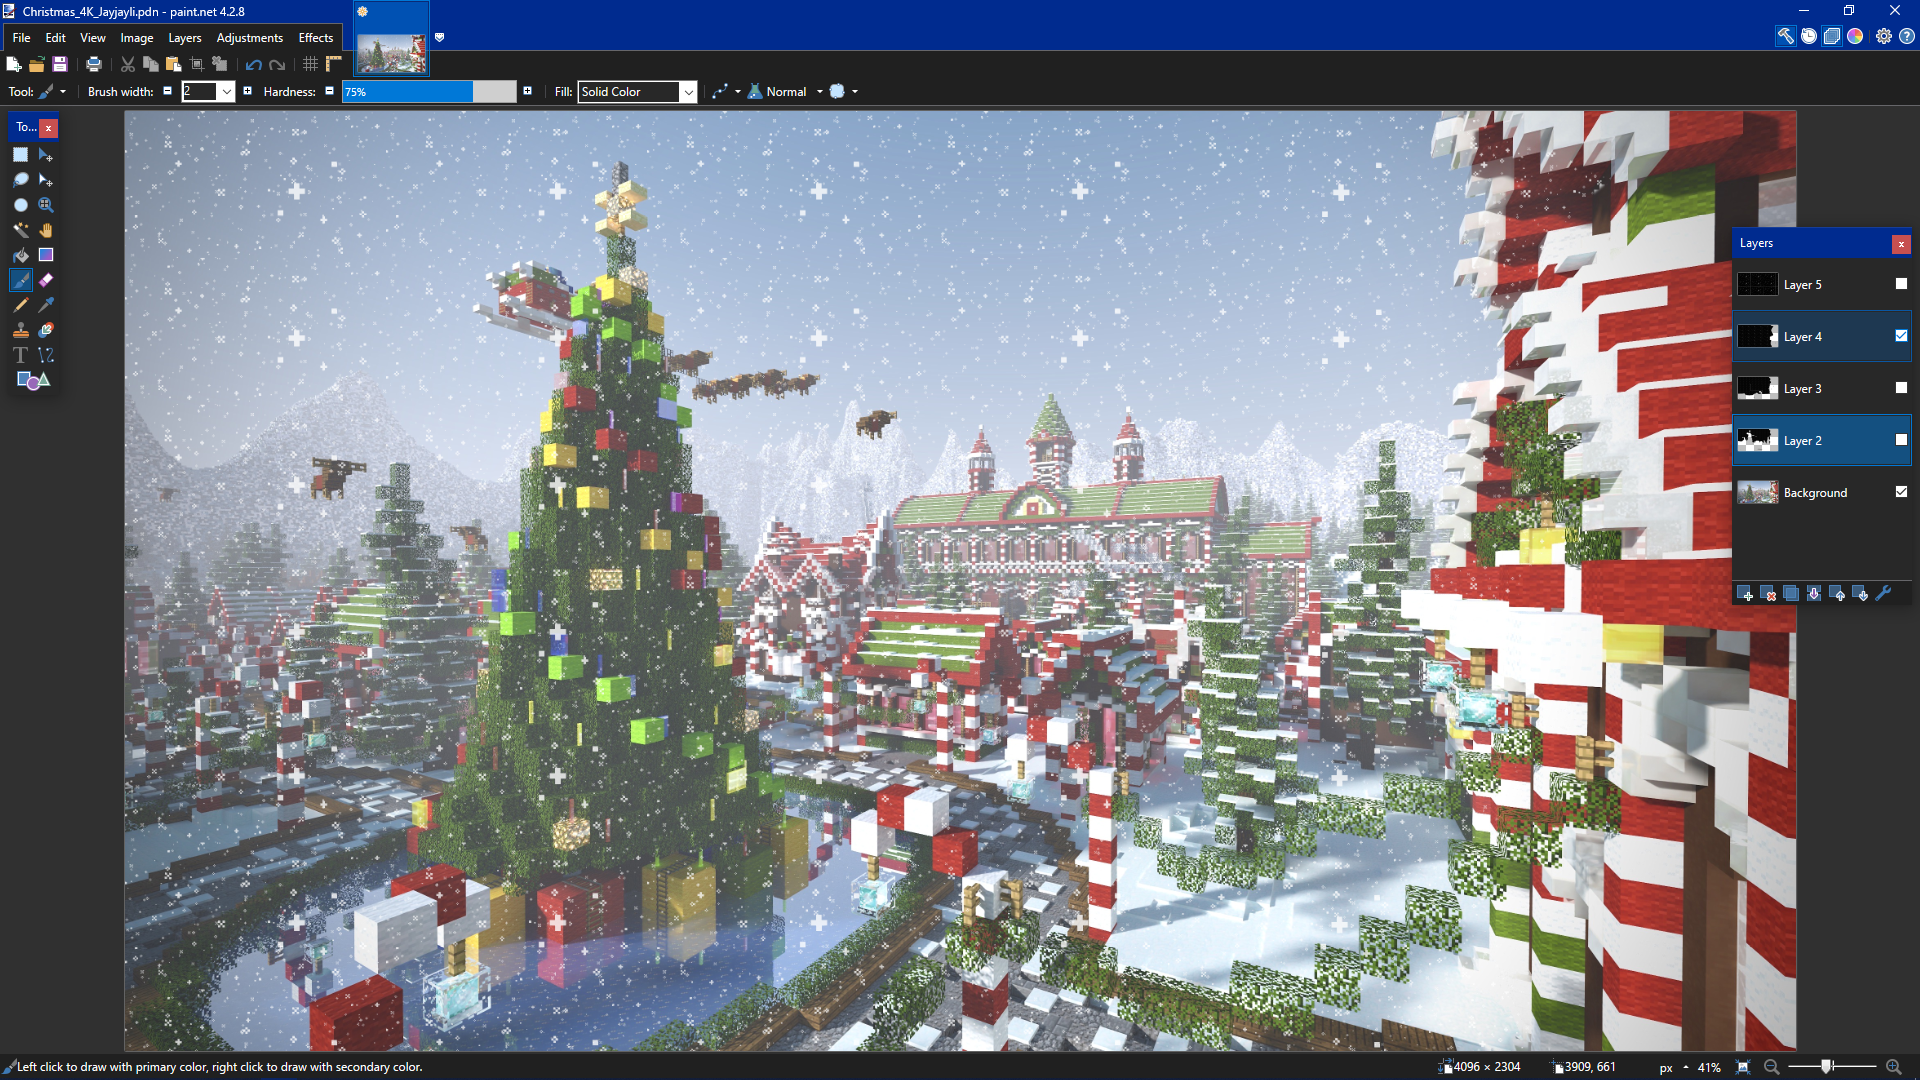 Christmas_4K_Jayjayli.pdn - paint.net 4.2.8
File Edit View Image Layers Adjustments Effects
Tool: Brush width: 2 Hardness: 75% Fill: Solid Color Normal
To...
Layers
Layer 5
Layer 4
Layer 3
Layer 2
Background
Left click to draw with primary color, right click to draw with secondary color.
4096 × 2304 3909, 661 px 41%